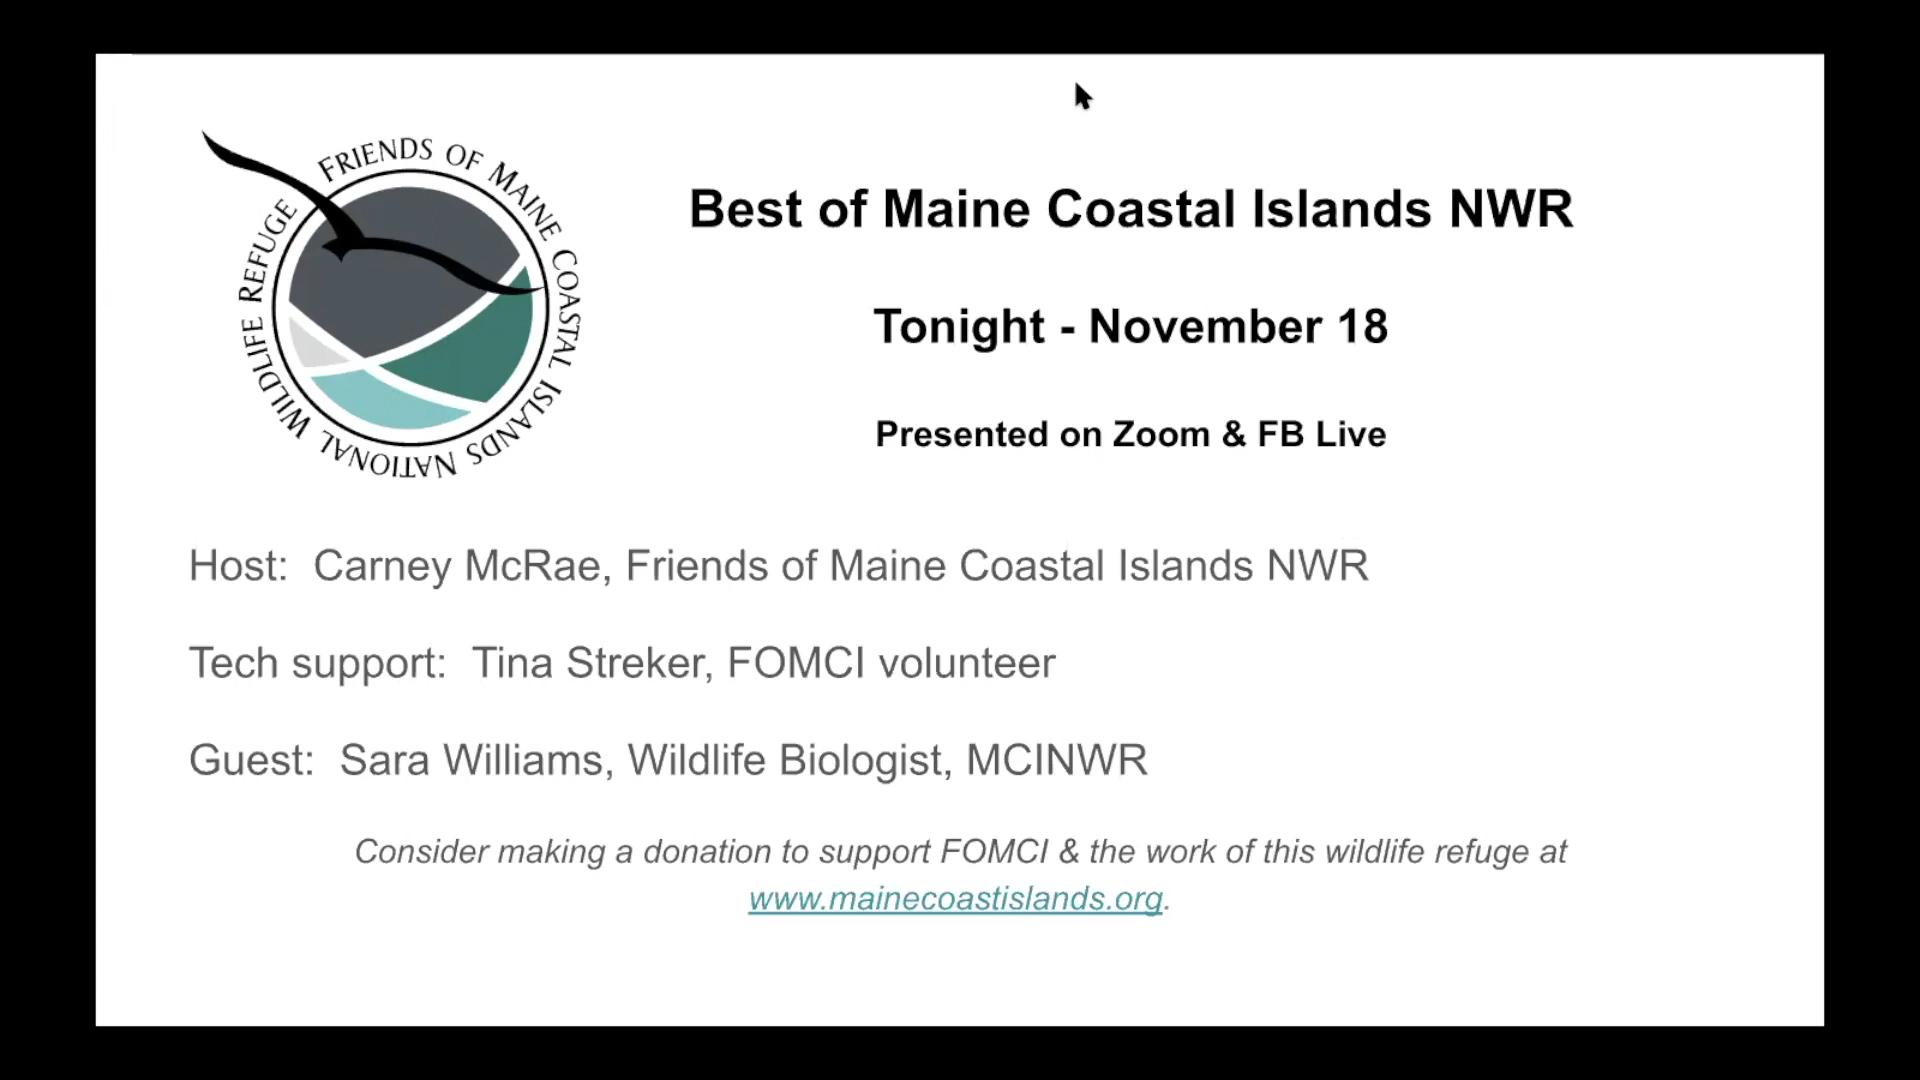 FRIENDS OF MAINE COASTAL ISLANDS NATIONAL WILDLIFE REFUGE
Best of Maine Coastal Islands NWR
Tonight - November 18
Presented on Zoom & FB Live
Host: Carney McRae, Friends of Maine Coastal Islands NWR
Tech support: Tina Streker, FOMCI volunteer
Guest: Sara Williams, Wildlife Biologist, MCINWR
Consider making a donation to support FOMCI & the work of this wildlife refuge at
www.mainecoastislands.org.